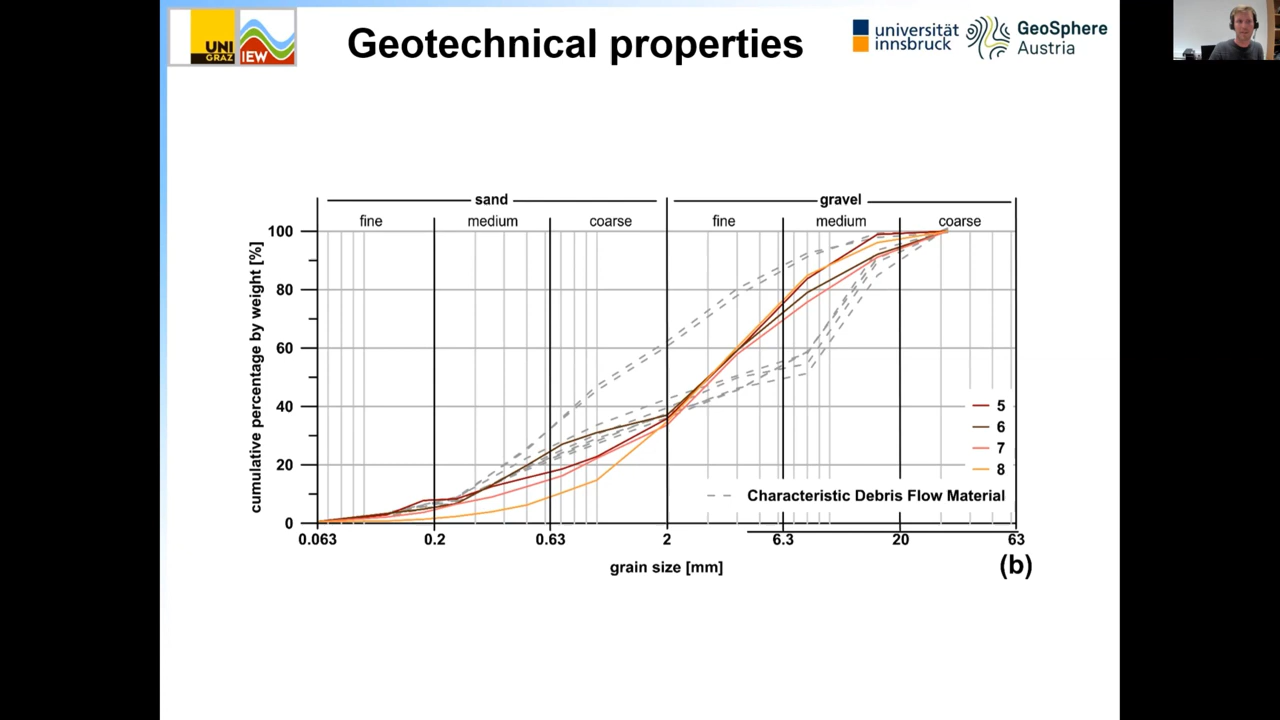 UNI
GRAZ
IEW
Geotechnical properties
universität
innsbruck
GeoSphere
Austria
sand
gravel
fine
medium
coarse
fine
medium
coarse
cumulative percentage by weight [%]
100
80
60
40
20
0
5
6
7
8
Characteristic Debris Flow Material
0.063
0.2
0.63
2
6.3
20
63
grain size [mm]
(b)